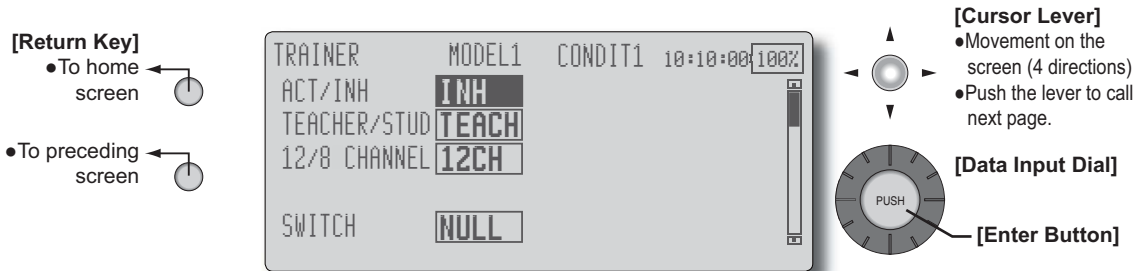 [Return Key]
●To home
screen
●To preceding
screen
TRAINER MODEL1 CONDIT1 10:10:00 100%
ACT/INH INH
TEACHER/STUD TEACH
12/8 CHANNEL 12CH
SWITCH NULL
[Cursor Lever]
●Movement on the
screen (4 directions)
●Push the lever to call
next page.
[Data Input Dial]
PUSH
[Enter Button]